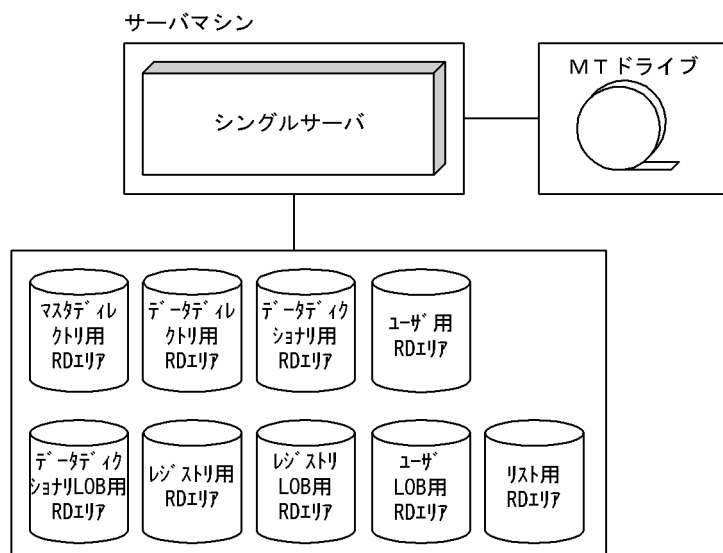 サーバマシン
シングルサーバ
MTドライブ
マスタディレ
クトリ用
RDエリア
データディレ
クトリ用
RDエリア
データディク
ショナリ用
RDエリア
ユーザ用
RDエリア
データディク
ショナリLOB用
RDエリア
レジストリ用
RDエリア
レジストリ
LOB用
RDエリア
ユーザ
LOB用
RDエリア
リスト用
RDエリア